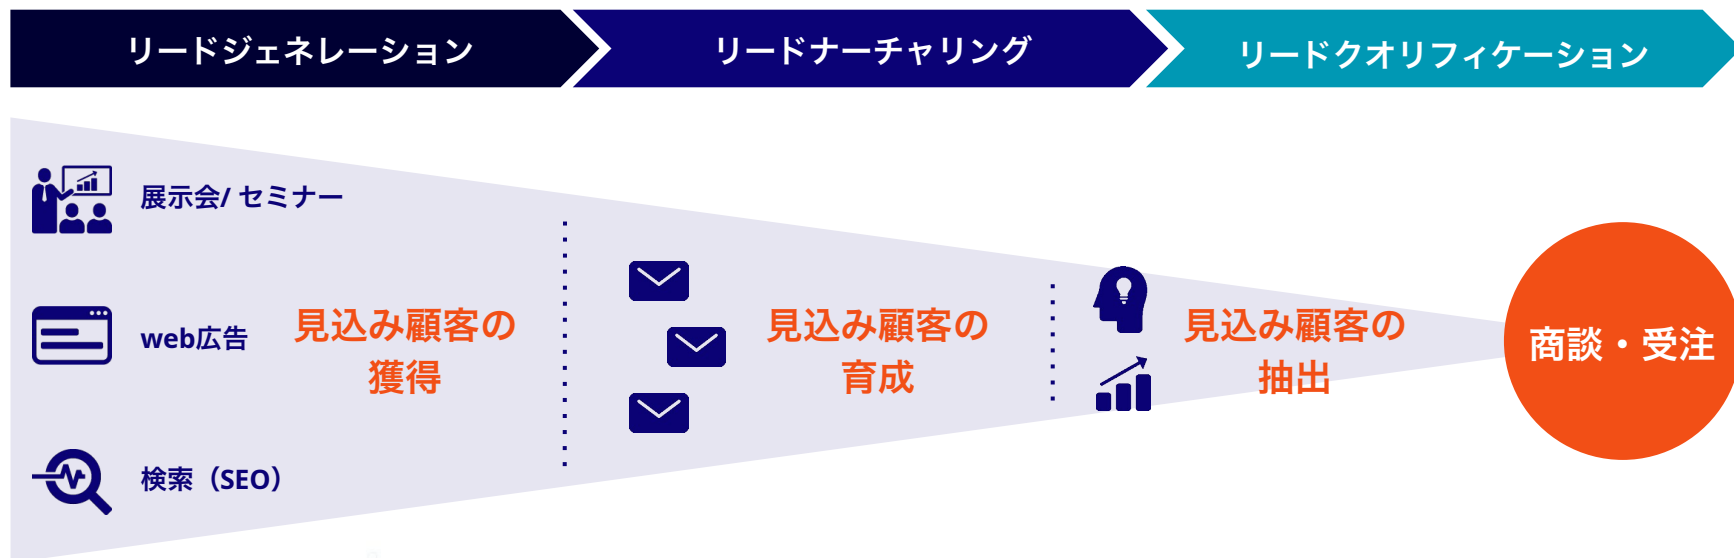 リードジェネレーション
リードナーチャリング
リードクオリフィケーション
展示会/ セミナー
web広告
検索（SEO）
見込み顧客の
獲得
見込み顧客の
育成
見込み顧客の
抽出
商談・受注